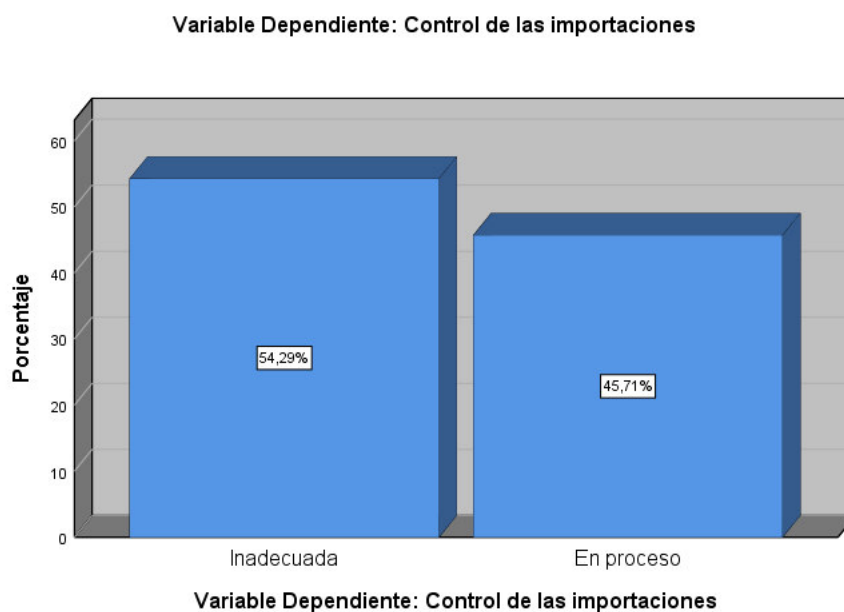 Variable Dependiente: Control de las importaciones
60
50
40
30
20
10
0
Porcentaje
54,29%
45,71%
Inadecuada
En proceso
Variable Dependiente: Control de las importaciones